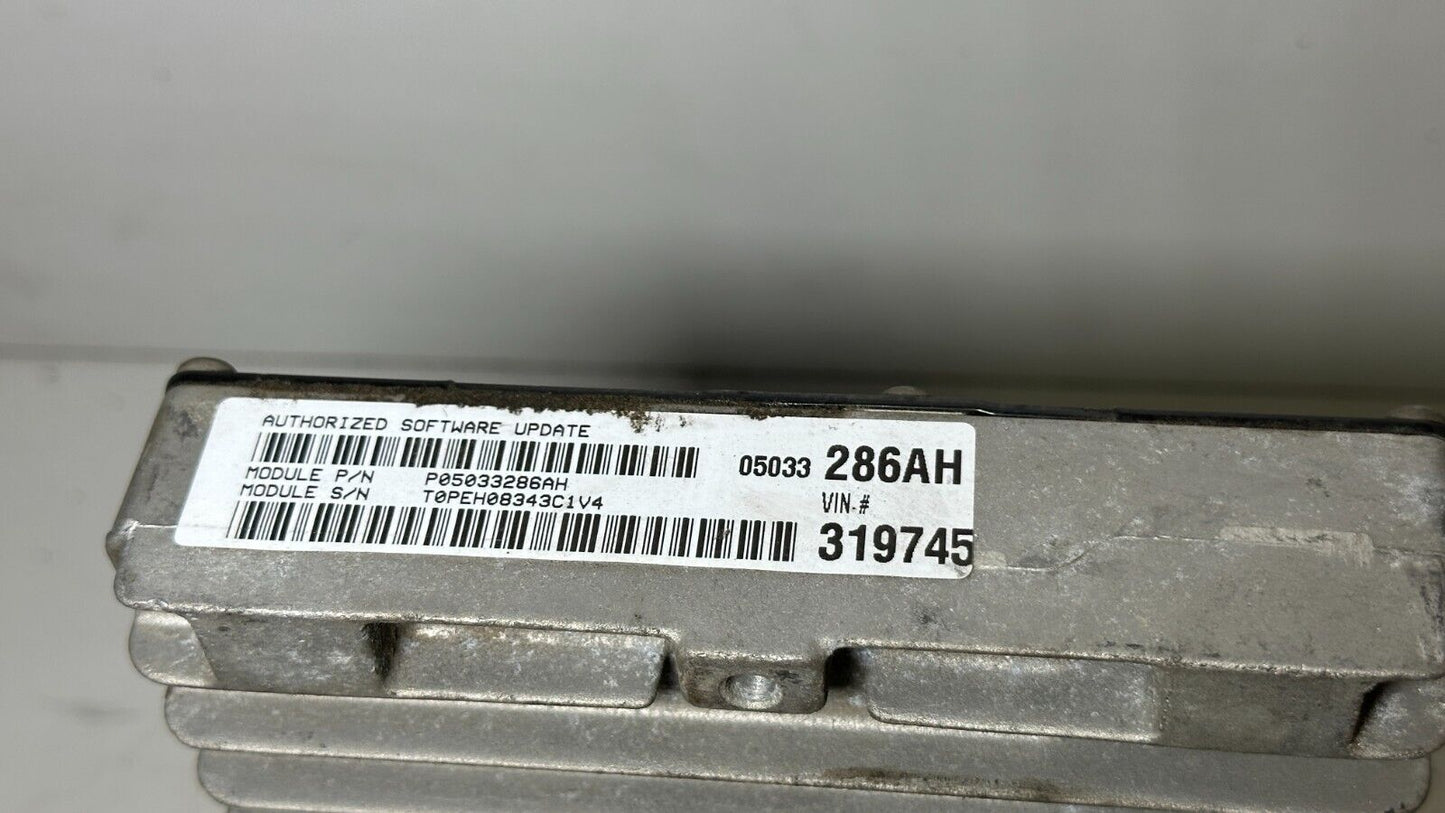 AUTHORIZED SOFTWARE UPDATE
05033 286AH
MODULE P/N P05033286AH
MODULE S/N T0PEH08343C1V4
VIN-#
319745